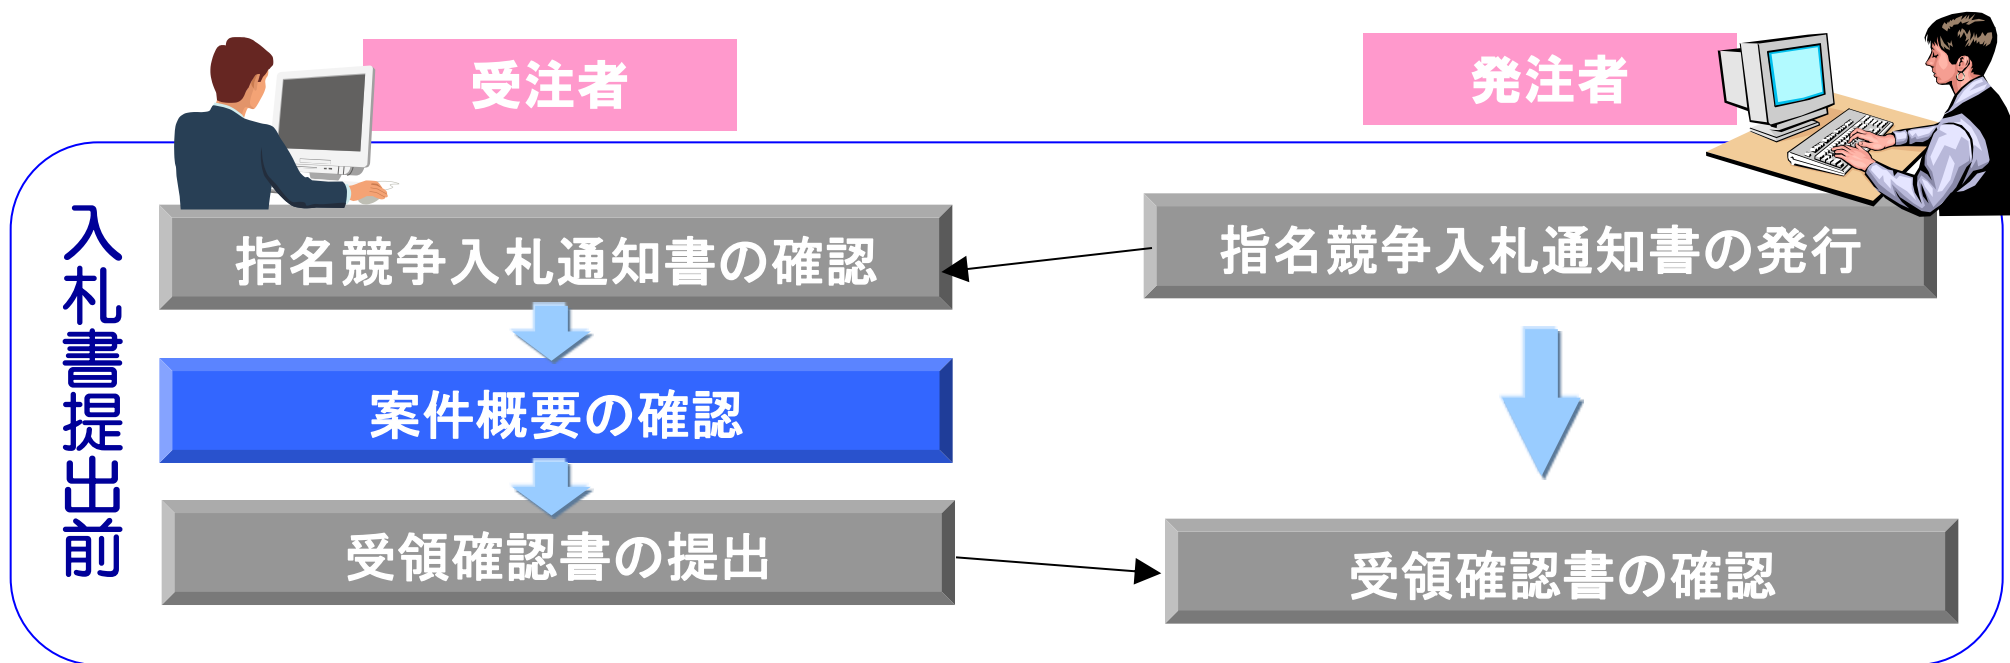 受注者
発注者
入札書提出前
指名競争入札通知書の確認
指名競争入札通知書の発行
案件概要の確認
受領確認書の提出
受領確認書の確認